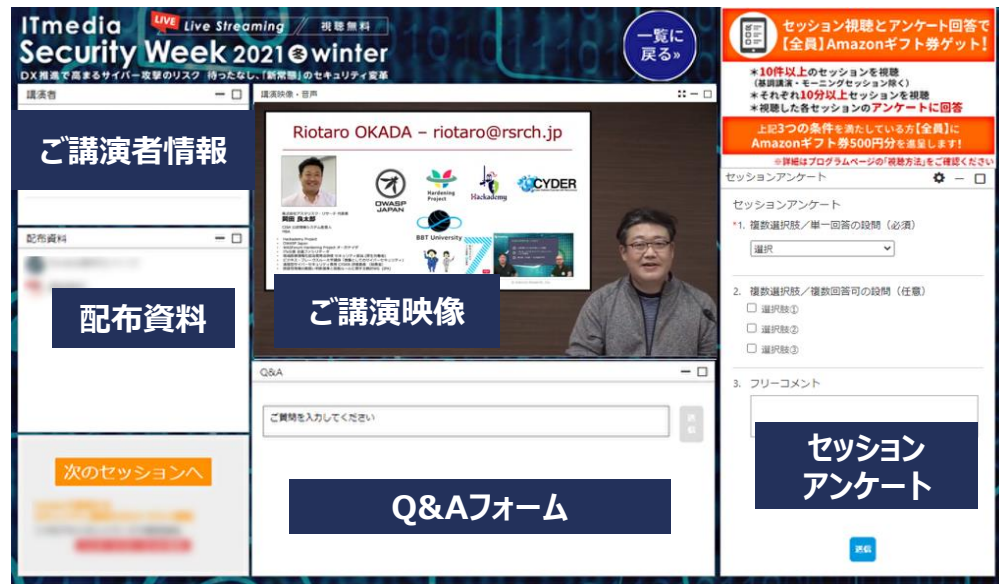 ITmedia
LIVE Live Streaming 視聴無料
Security Week 2021冬winter
DX推進で高まるサイバー攻撃のリスク 待ったなし、「新常態」のセキュリティ変革
一覧に
戻る»
セッション視聴とアンケート回答で
【全員】Amazonギフト券ゲット!
＊10件以上のセッションを視聴
(基調講演・モーニングセッション除く)
＊それぞれ10分以上セッションを視聴
＊視聴した各セッションのアンケートに回答
上記3つの条件を満たしている方【全員】に
Amazonギフト券500円分を進呈します!
※詳細はプログラムページの「視聴方法」をご確認ください
講演者
ご講演者情報
配布資料
配布資料
次のセッションへ
講演映像・音声
Riotaro OKADA – riotaro@rsrch.jp
岡田 良太郎
OWASP
JAPAN
Hardening
Project
Hackademy
CYDER
BBT University
ご講演映像
Q&A
ご質問を入力してください
送信
Q&Aフォーム
セッションアンケート
セッションアンケート
*1. 複数選択肢／単一回答の設問（必須）
選択
2. 複数選択肢／複数回答可の設問（任意）
選択肢①
選択肢②
選択肢③
3. フリーコメント
セッション
アンケート
送信